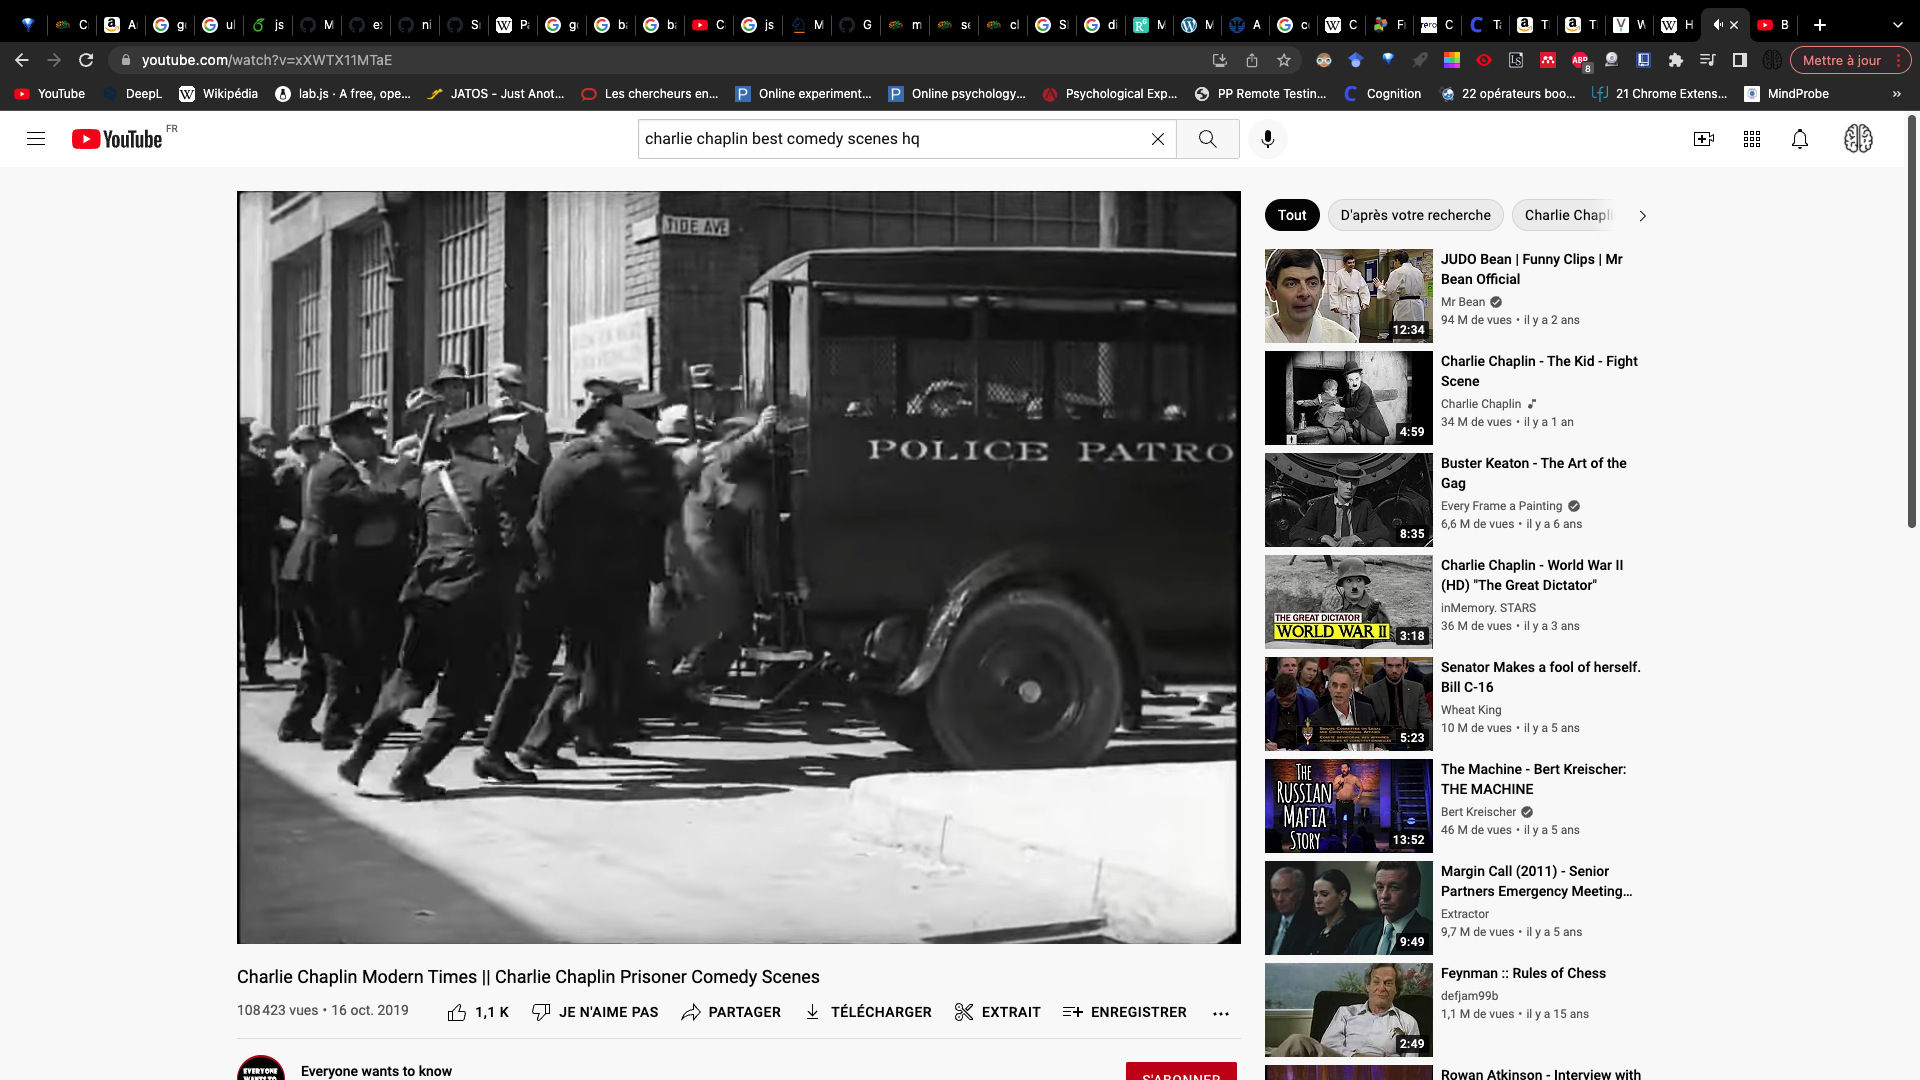 youtube.com/watch?v=xXWTX11MTaE
Mettre à jour
YouTube
DeepL
Wikipédia
lab.js · A free, ope...
JATOS - Just Anot...
Les chercheurs en...
Online experiment...
Online psychology...
Psychological Exp...
PP Remote Testin...
Cognition
22 opérateurs boo...
21 Chrome Extens...
MindProbe
YouTube FR
charlie chaplin best comedy scenes hq
TIDE AVE
POLICE PATRO
Charlie Chaplin Modern Times || Charlie Chaplin Prisoner Comedy Scenes
108 423 vues • 16 oct. 2019
1,1 K
JE N'AIME PAS
PARTAGER
TÉLÉCHARGER
EXTRAIT
ENREGISTRER
Everyone wants to know
S'ABONNER
Tout
D'après votre recherche
Charlie Chapli
JUDO Bean | Funny Clips | Mr
Bean Official
Mr Bean
94 M de vues • il y a 2 ans
12:34
Charlie Chaplin - The Kid - Fight
Scene
Charlie Chaplin
34 M de vues • il y a 1 an
4:59
Buster Keaton - The Art of the
Gag
Every Frame a Painting
6,6 M de vues • il y a 6 ans
8:35
Charlie Chaplin - World War II
(HD) "The Great Dictator"
inMemory. STARS
36 M de vues • il y a 3 ans
THE GREAT DICTATOR
WORLD WAR II
3:18
Senator Makes a fool of herself.
Bill C-16
Wheat King
10 M de vues • il y a 5 ans
5:23
The Machine - Bert Kreischer:
THE MACHINE
Bert Kreischer
46 M de vues • il y a 5 ans
THE
RUSSIAN
MAFIA
STORY
13:52
Margin Call (2011) - Senior
Partners Emergency Meeting...
Extractor
9,7 M de vues • il y a 5 ans
9:49
Feynman :: Rules of Chess
defjam99b
1,1 M de vues • il y a 15 ans
2:49
Rowan Atkinson - Interview with